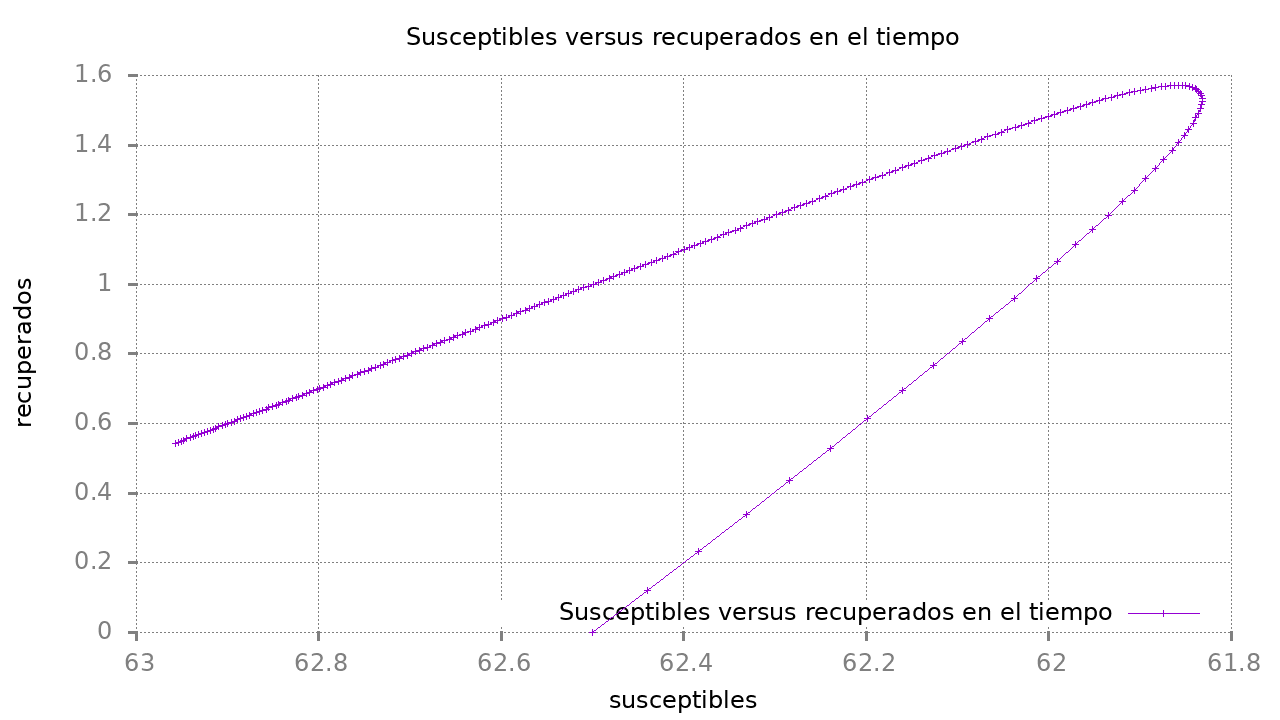 Susceptibles versus recuperados en el tiempo
1.6
1.4
1.2
1
0.8
0.6
0.4
0.2
0
recuperados
Susceptibles versus recuperados en el tiempo
63 62.8 62.6 62.4 62.2 62 61.8
susceptibles